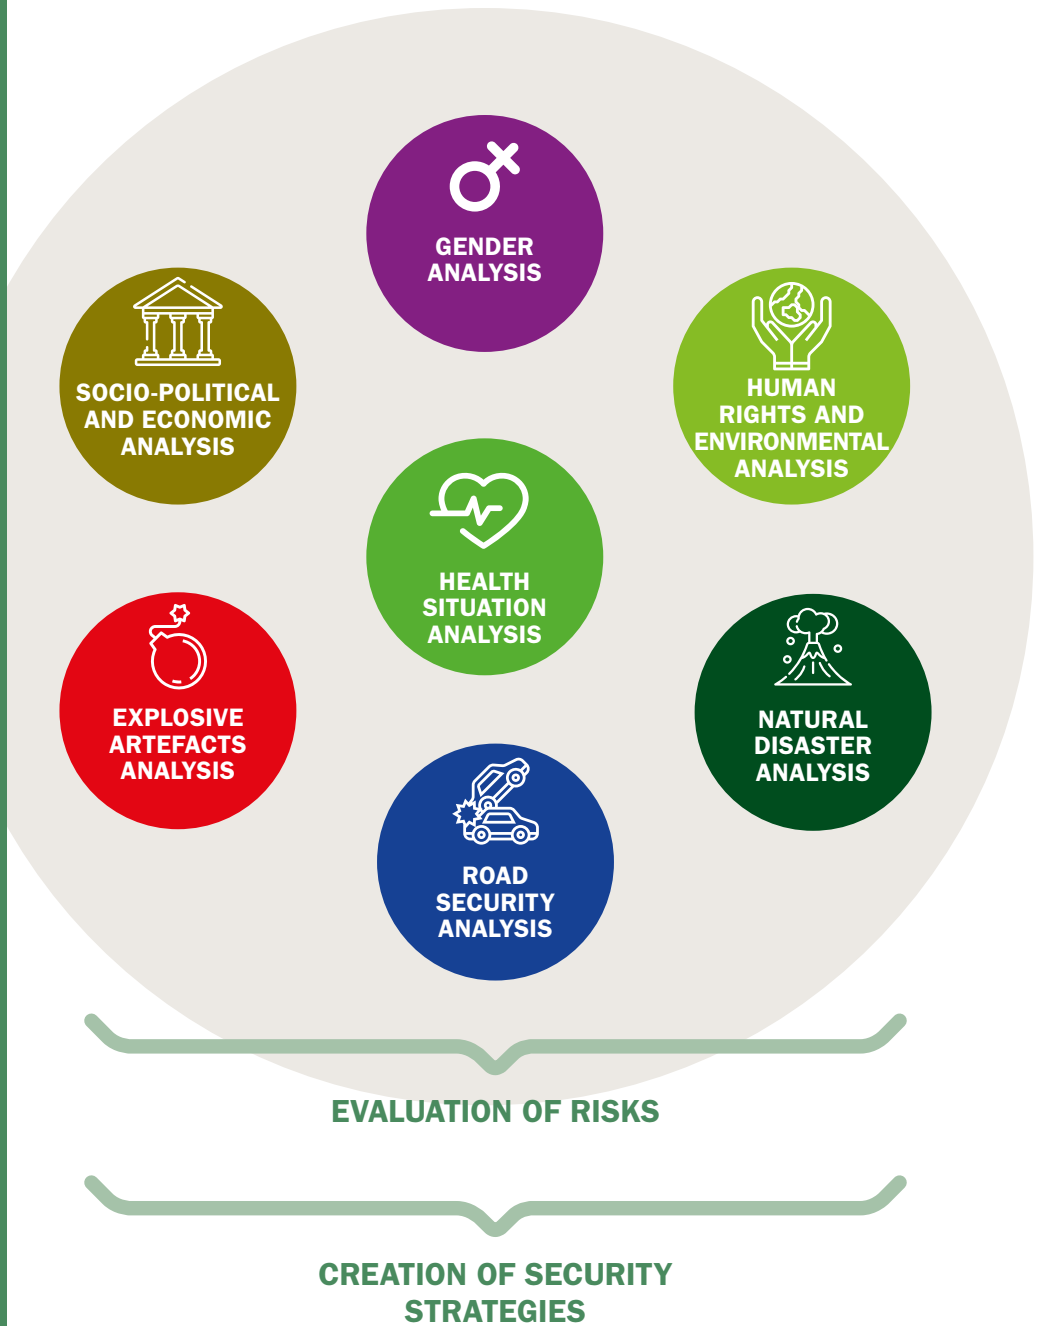 GENDER
ANALYSIS
SOCIO-POLITICAL
AND ECONOMIC
ANALYSIS
HUMAN
RIGHTS AND
ENVIRONMENTAL
ANALYSIS
HEALTH
SITUATION
ANALYSIS
EXPLOSIVE
ARTEFACTS
ANALYSIS
NATURAL
DISASTER
ANALYSIS
ROAD
SECURITY
ANALYSIS
EVALUATION OF RISKS
CREATION OF SECURITY
STRATEGIES